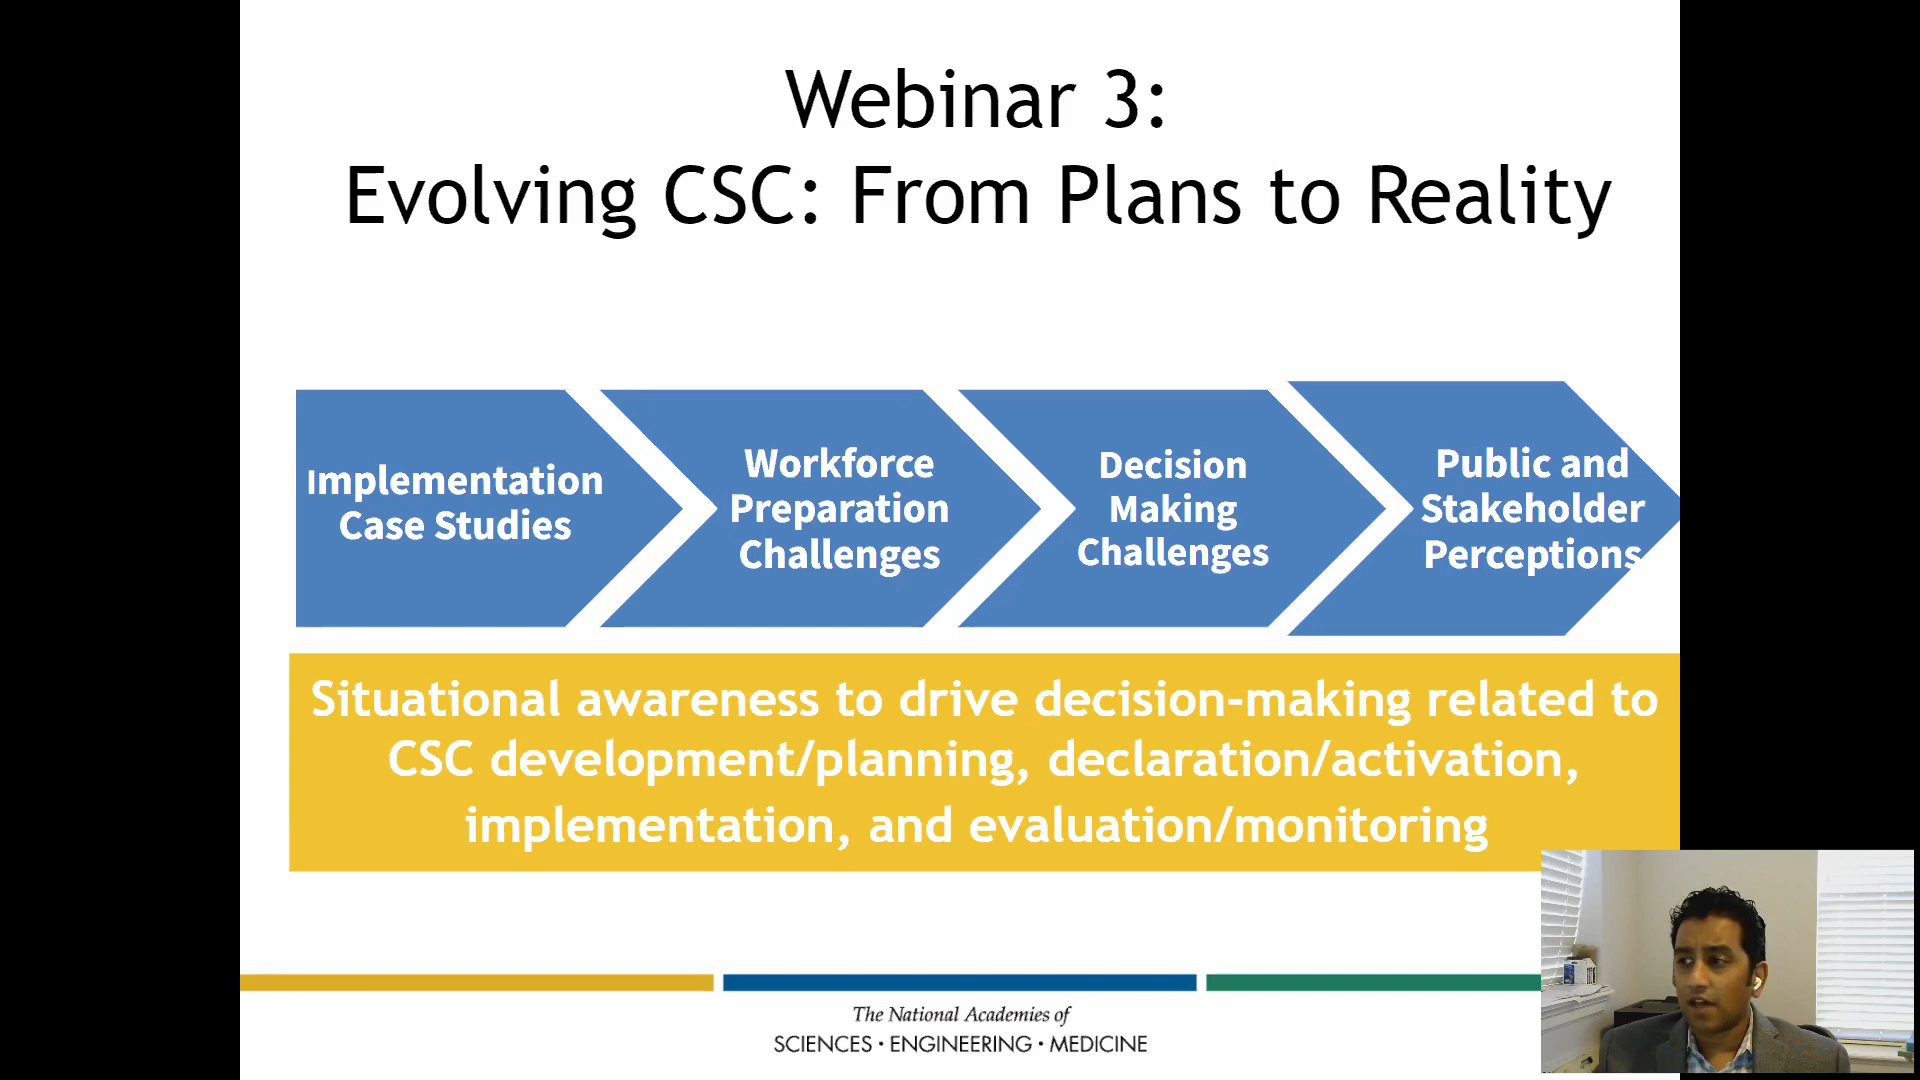 Webinar 3:
Evolving CSC: From Plans to Reality
Implementation
Case Studies
Workforce
Preparation
Challenges
Decision
Making
Challenges
Public and
Stakeholder
Perceptions
Situational awareness to drive decision-making related to
CSC development/planning, declaration/activation,
implementation, and evaluation/monitoring
The National Academies of
SCIENCES · ENGINEERING · MEDICINE